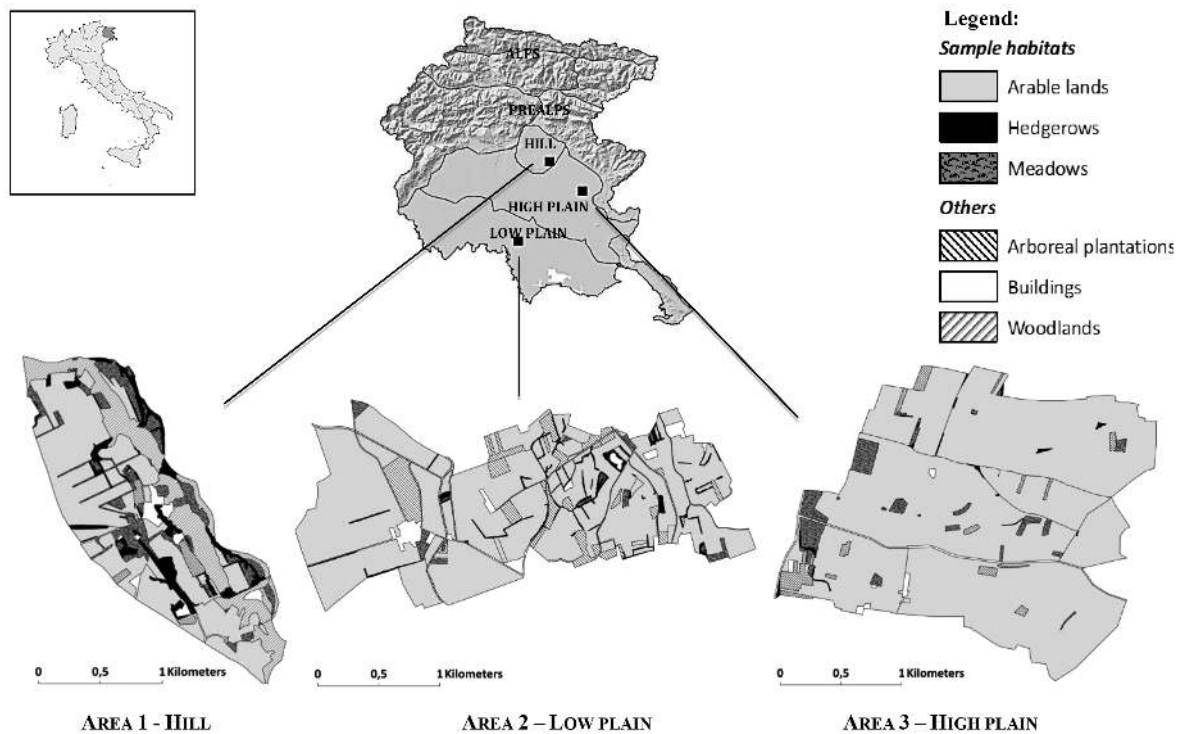 ALPS
PREALPS
HILL
HIGH PLAIN
LOW PLAIN
Legend:
Sample habitats
Arable lands
Hedgerows
Meadows
Others
Arboreal plantations
Buildings
Woodlands
0 0,5 1 Kilometers
0 0,5 1 Kilometers
0 0,5 1 Kilometers
AREA 1 - HILL
AREA 2 – LOW PLAIN
AREA 3 – HIGH PLAIN